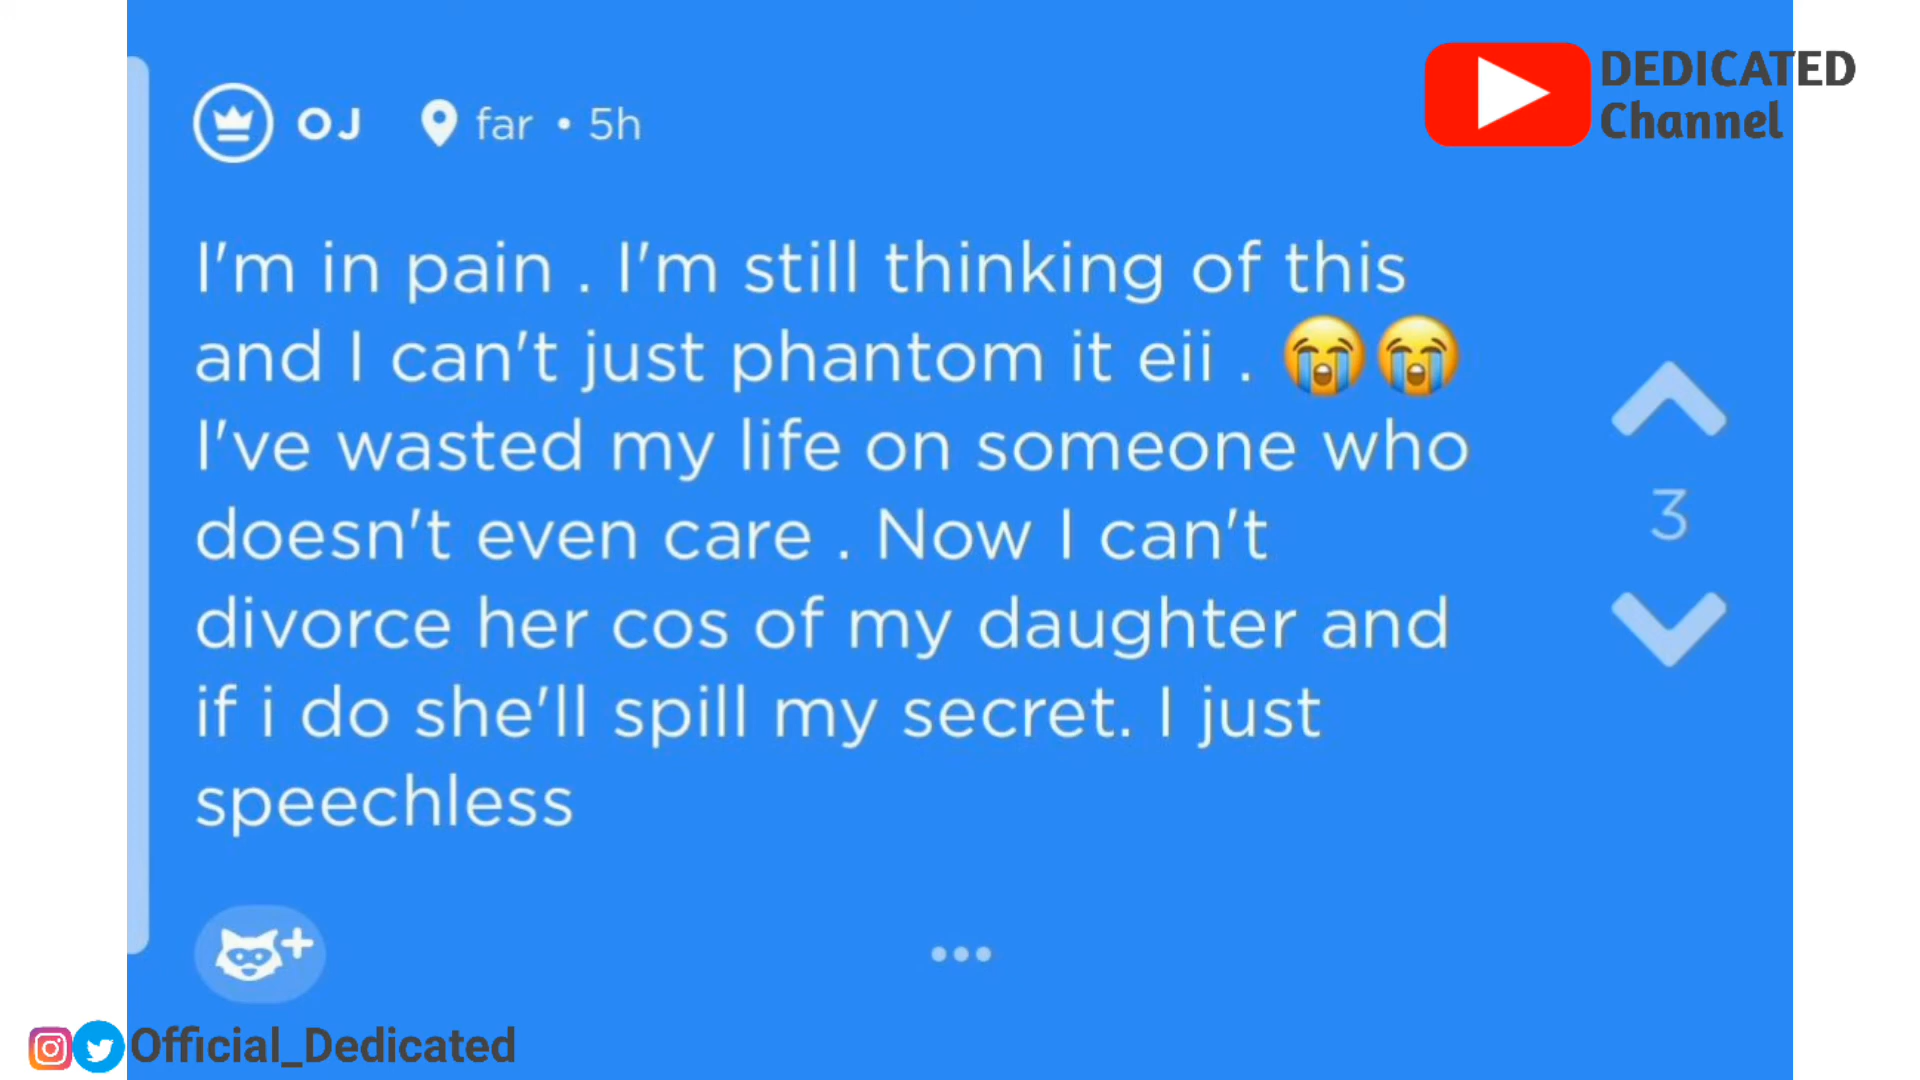 OJ far • 5h
DEDICATED
Channel
I'm in pain . I'm still thinking of this
and I can't just phantom it eii . 😭😭
I've wasted my life on someone who
doesn't even care . Now I can't
divorce her cos of my daughter and
if i do she'll spill my secret. I just
speechless
3
Official_Dedicated